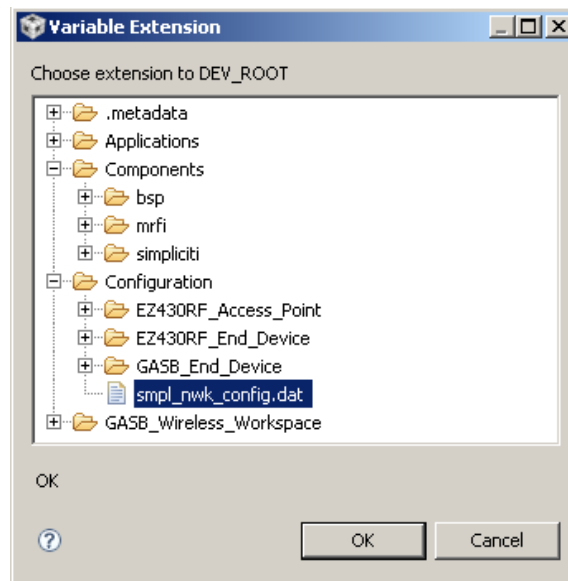 Variable Extension
Choose extension to DEV_ROOT
.metadata
Applications
Components
bsp
mrfi
simpliciti
Configuration
EZ430RF_Access_Point
EZ430RF_End_Device
GASB_End_Device
smpl_nwk_config.dat
GASB_Wireless_Workspace
OK
OK Cancel